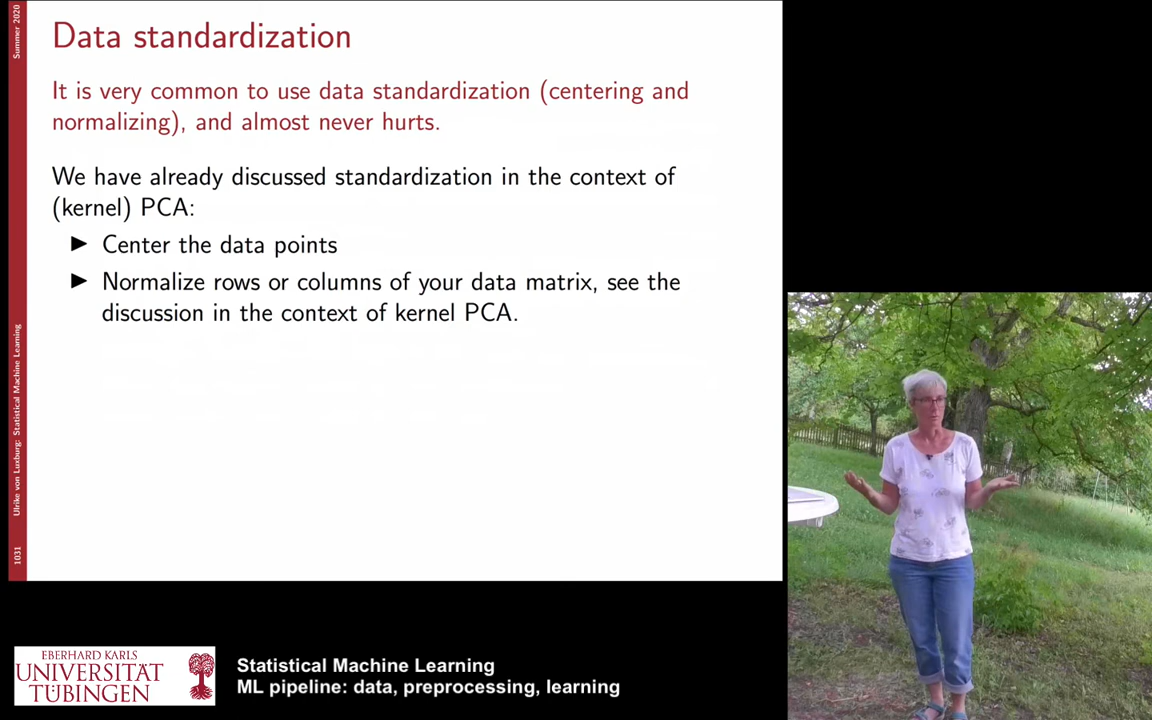 Data standardization
It is very common to use data standardization (centering and
normalizing), and almost never hurts.
We have already discussed standardization in the context of
(kernel) PCA:
▶ Center the data points
▶ Normalize rows or columns of your data matrix, see the
discussion in the context of kernel PCA.
Summer 2020
Ulrike von Luxburg: Statistical Machine Learning
1031
EBERHARD KARLS
UNIVERSITÄT
TÜBINGEN
Statistical Machine Learning
ML pipeline: data, preprocessing, learning